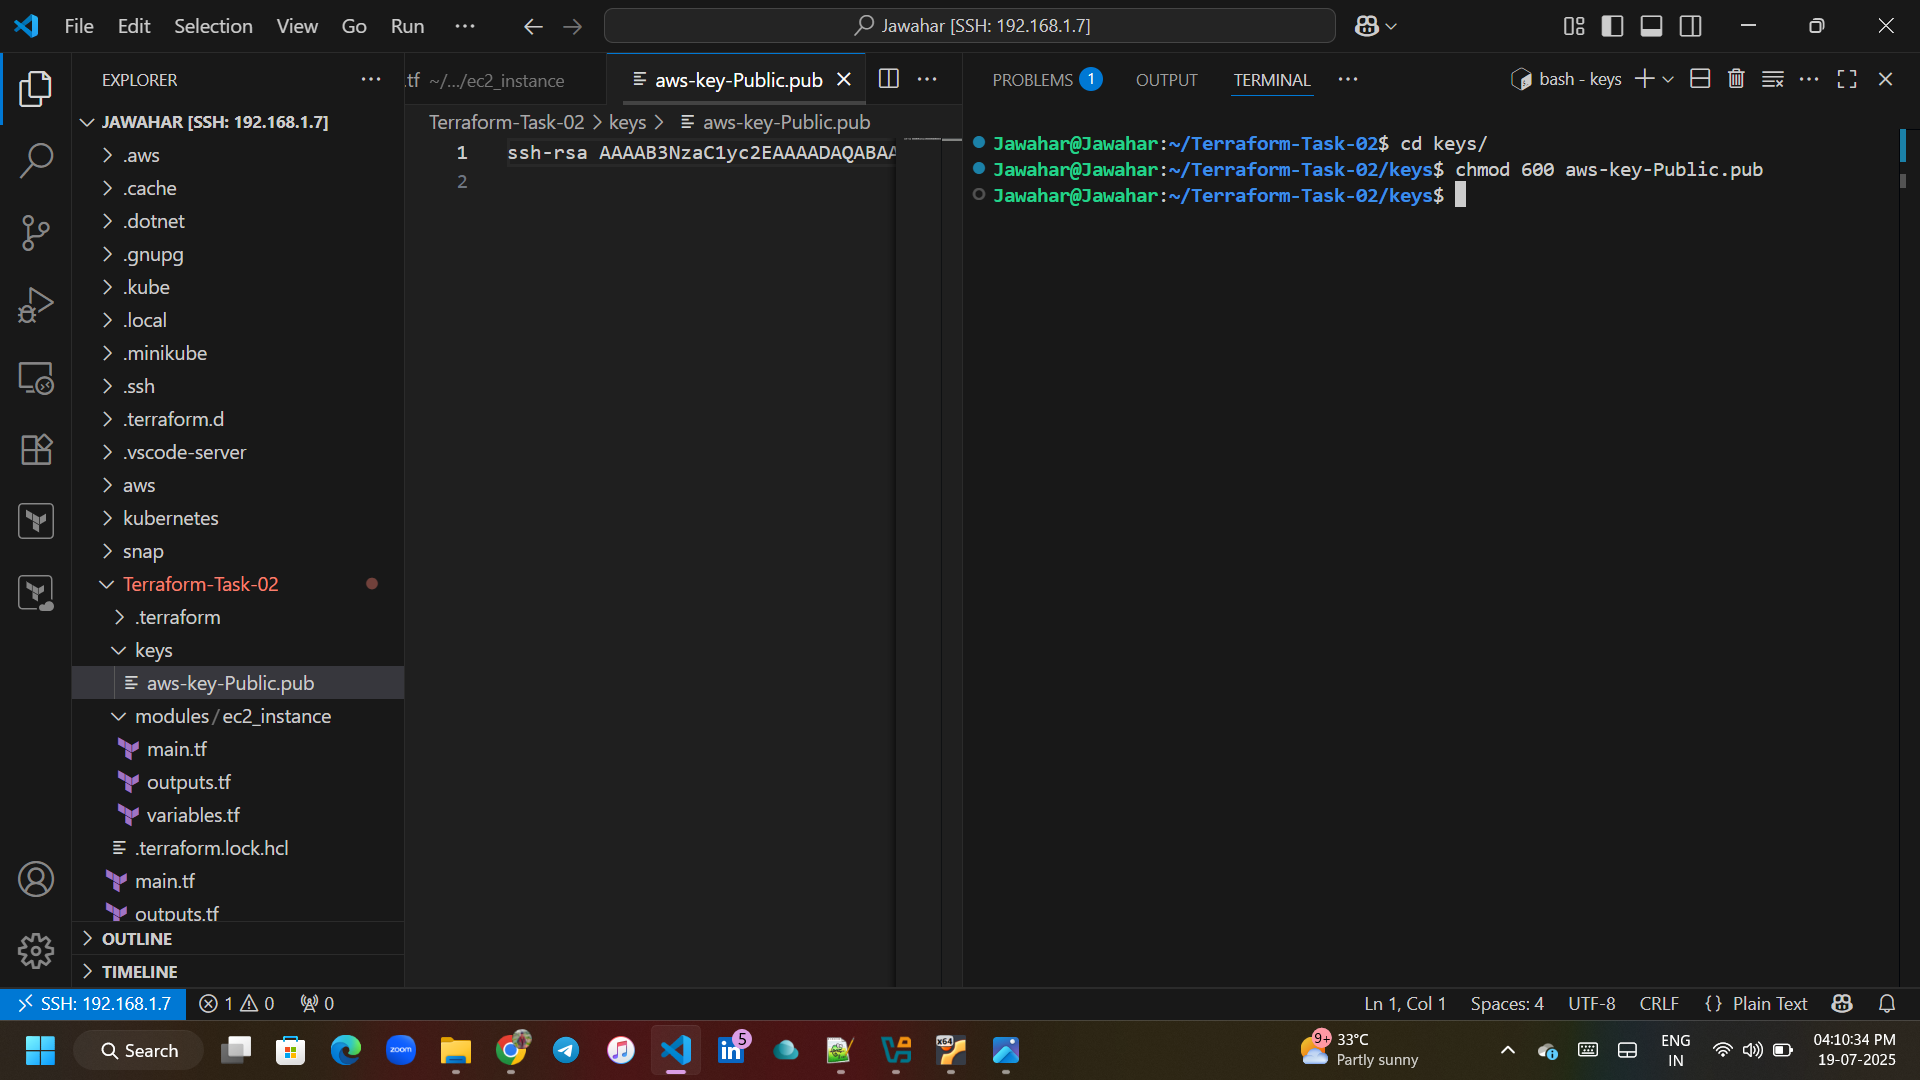 File Edit Selection View Go Run ···
Jawahar [SSH: 192.168.1.7]
EXPLORER
.tf ~/.../ec2_instance
aws-key-Public.pub
PROBLEMS 1 OUTPUT TERMINAL ···
bash - keys
JAWAHAR [SSH: 192.168.1.7]
Terraform-Task-02 > keys > aws-key-Public.pub
1 ssh-rsa AAAAB3NzaC1yc2EAAAADAQABAA
2
Jawahar@Jawahar:~/Terraform-Task-02$ cd keys/
Jawahar@Jawahar:~/Terraform-Task-02/keys$ chmod 600 aws-key-Public.pub
Jawahar@Jawahar:~/Terraform-Task-02/keys$
.aws
.cache
.dotnet
.gnupg
.kube
.local
.minikube
.ssh
.terraform.d
.vscode-server
aws
kubernetes
snap
Terraform-Task-02
.terraform
keys
aws-key-Public.pub
modules/ec2_instance
main.tf
outputs.tf
variables.tf
.terraform.lock.hcl
main.tf
outputs.tf
OUTLINE
TIMELINE
SSH: 192.168.1.7 1 0 0
Ln 1, Col 1 Spaces: 4 UTF-8 CRLF {} Plain Text
Search
zoom
5
x64
9+
33°C
Partly sunny
ENG
IN
04:10:34 PM
19-07-2025